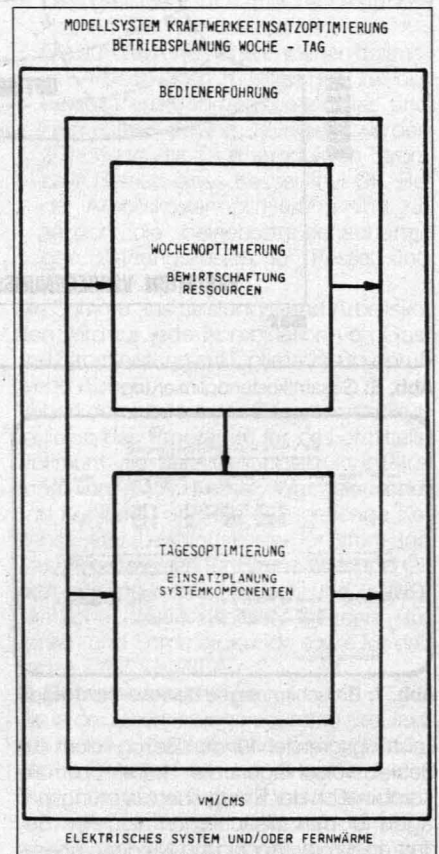 MODELLSYSTEM KRAFTWERKEEINSATZOPTIMIERUNG
BETRIEBSPLANUNG WOCHE - TAG
BEDIENERFÜHRUNG
WOCHENOPTIMIERUNG
BEWIRTSCHAFTUNG
RESSOURCEN
TAGESOPTIMIERUNG
EINSATZPLANUNG
SYSTEMKOMPONENTEN
VM/CMS
ELEKTRISCHES SYSTEM UND/ODER FERNWÄRME